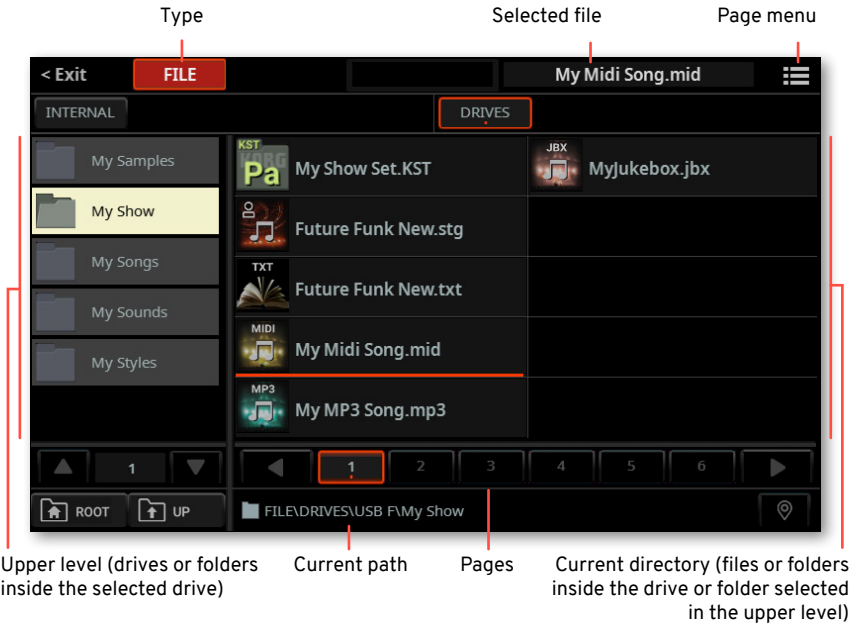 Type
Selected file
Page menu
< Exit
FILE
My Midi Song.mid
INTERNAL
DRIVES
My Samples
My Show
My Songs
My Sounds
My Styles
KST
KORG
Pa
My Show Set.KST
JBX
MyJukebox.jbx
Future Funk New.stg
TXT
Future Funk New.txt
MIDI
My Midi Song.mid
MP3
My MP3 Song.mp3
1
1
2
3
4
5
6
ROOT
UP
FILE\DRIVES\USB F\My Show
Upper level (drives or folders
inside the selected drive)
Current path
Pages
Current directory (files or folders
inside the drive or folder selected
in the upper level)